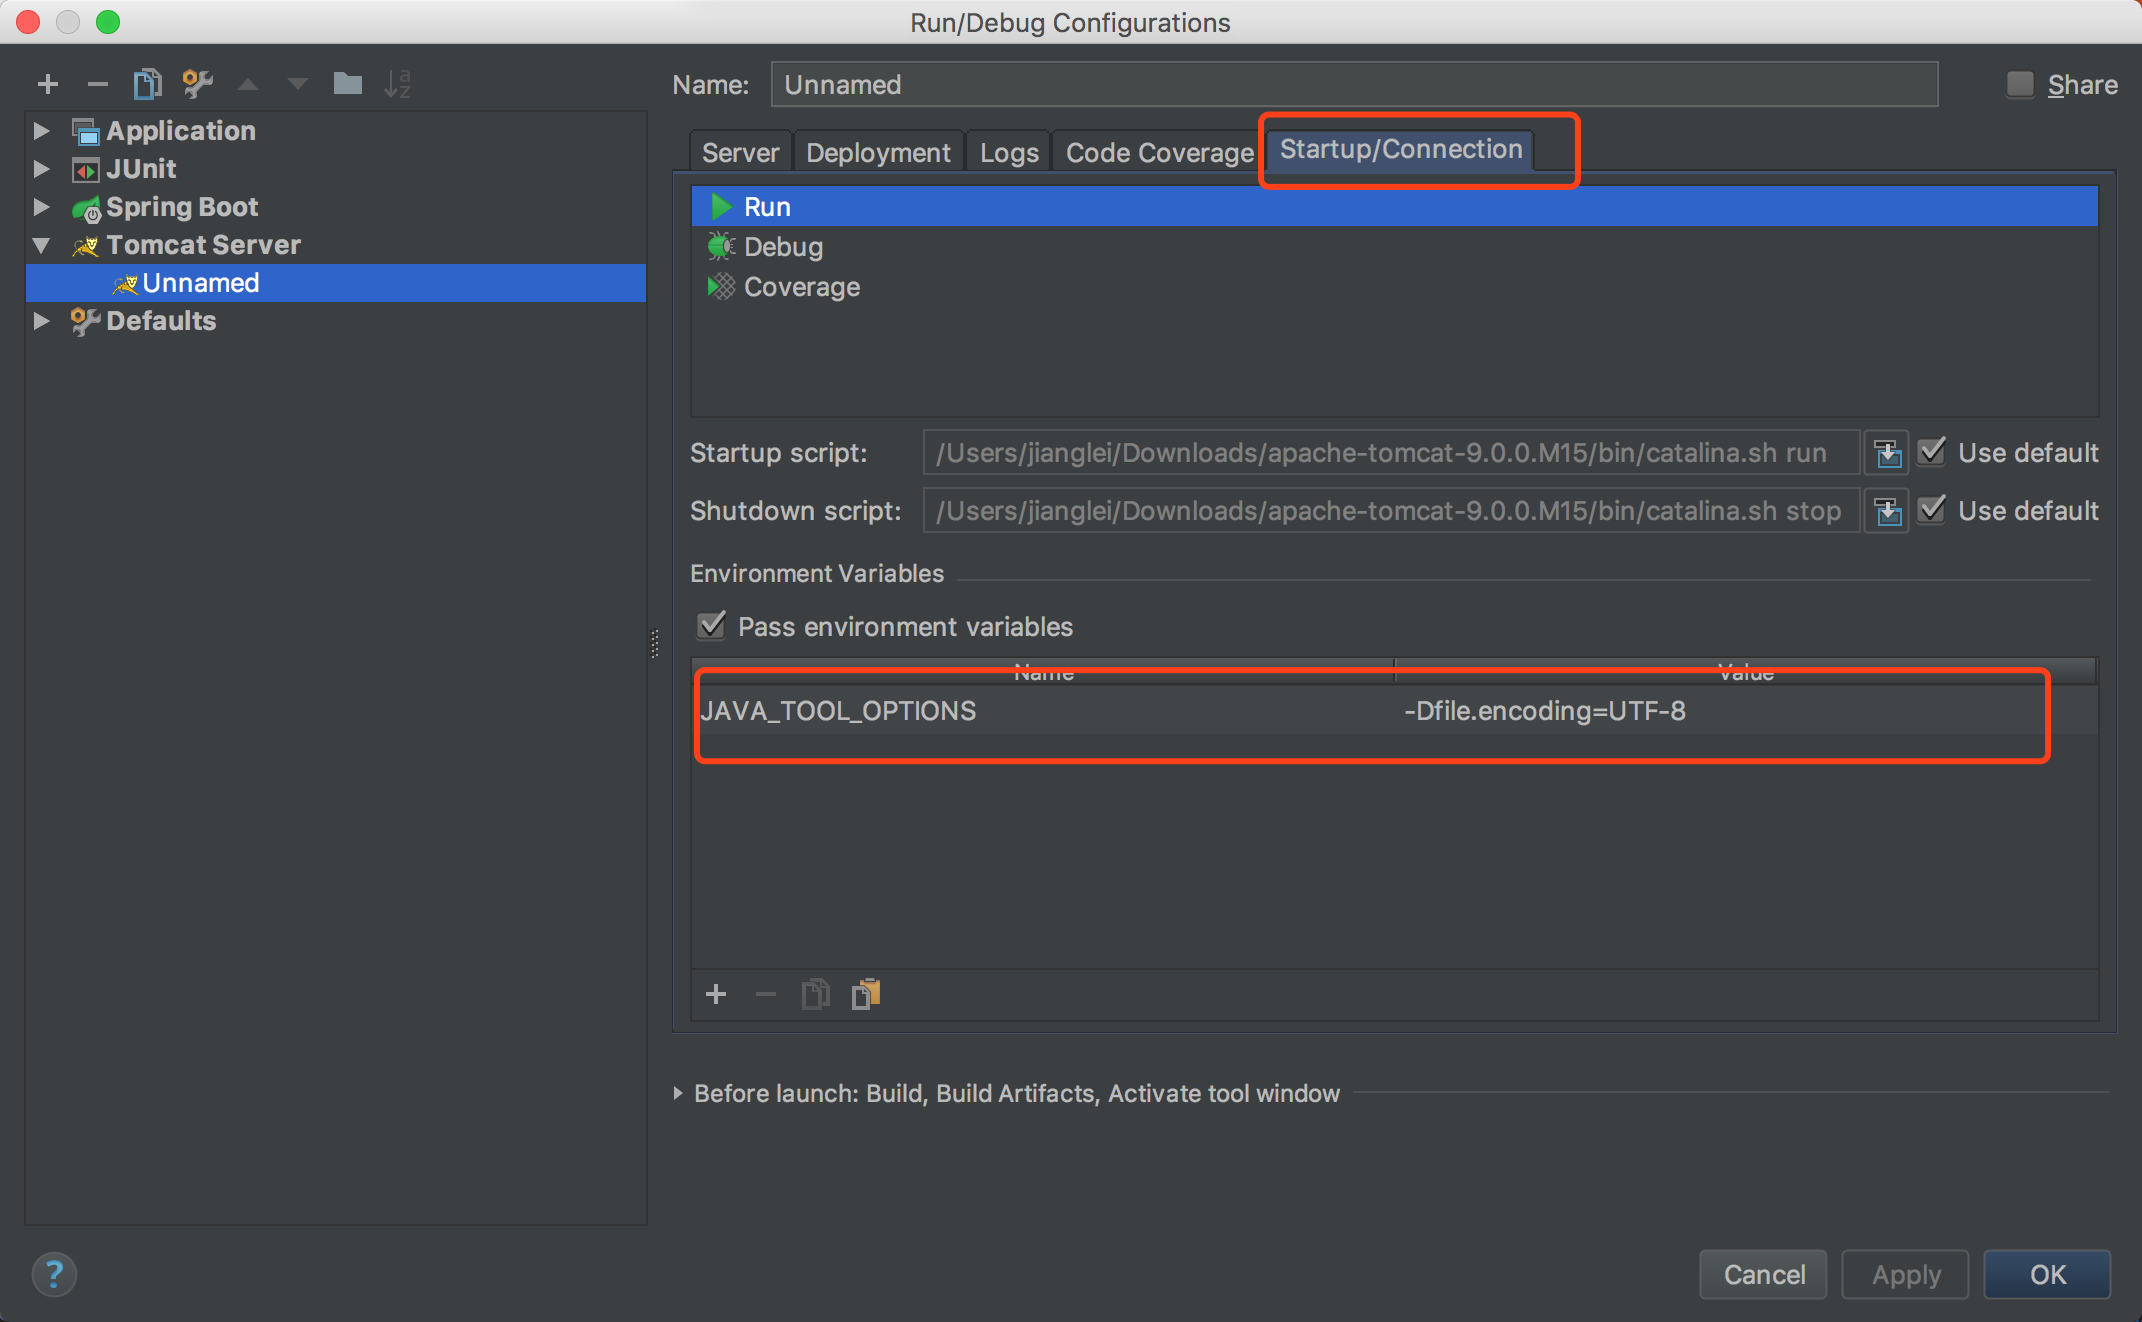 Run/Debug Configurations
Name: Unnamed Share
Application
JUnit
Spring Boot
Tomcat Server
Unnamed
Defaults
Server Deployment Logs Code Coverage Startup/Connection
Run
Debug
Coverage
Startup script: /Users/jianglei/Downloads/apache-tomcat-9.0.0.M15/bin/catalina.sh run Use default
Shutdown script: /Users/jianglei/Downloads/apache-tomcat-9.0.0.M15/bin/catalina.sh stop Use default
Environment Variables
Pass environment variables
Name Value
JAVA_TOOL_OPTIONS -Dfile.encoding=UTF-8
Before launch: Build, Build Artifacts, Activate tool window
? Cancel Apply OK